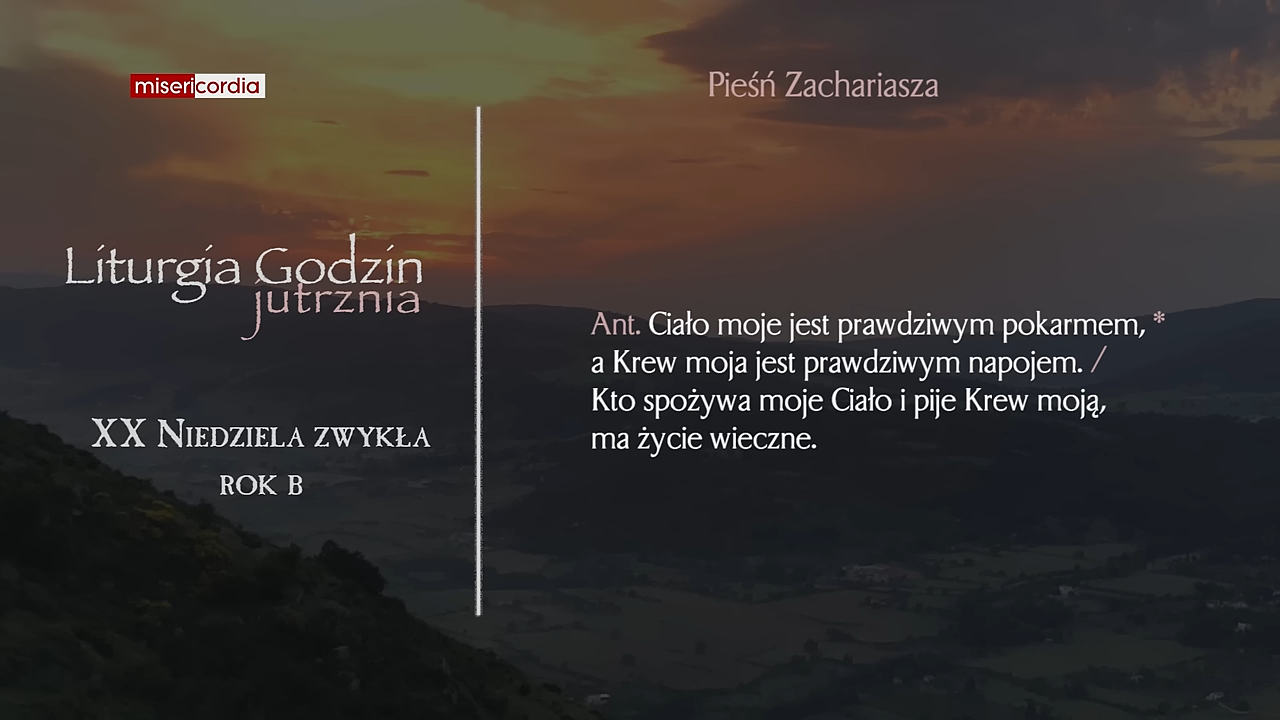 misericordia
Liturgia Godzin
jutrznia
XX Niedziela zwykła
rok B
Pieśń Zachariasza
Ant. Ciało moje jest prawdziwym pokarmem, *
a Krew moja jest prawdziwym napojem. /
Kto spożywa moje Ciało i pije Krew moją,
ma życie wieczne.